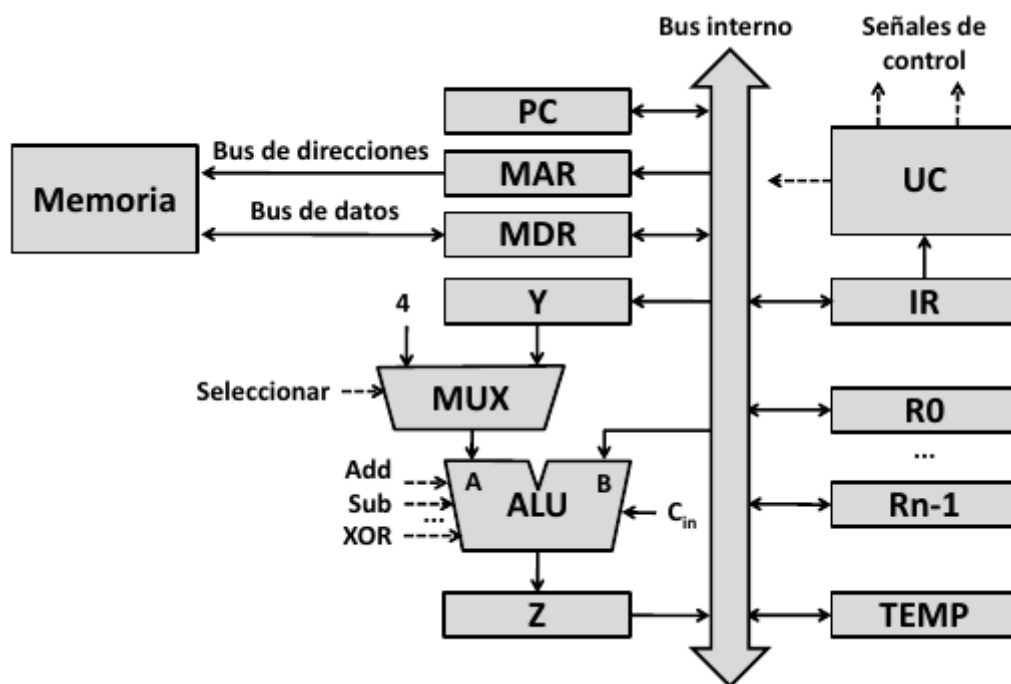 Bus interno
Señales de
control
PC
Bus de direcciones
MAR
UC
Memoria
Bus de datos
MDR
4
Y
IR
Seleccionar
MUX
R0
...
Add
A
B
Sub
ALU
Rn-1
...
C_in
XOR
Z
TEMP